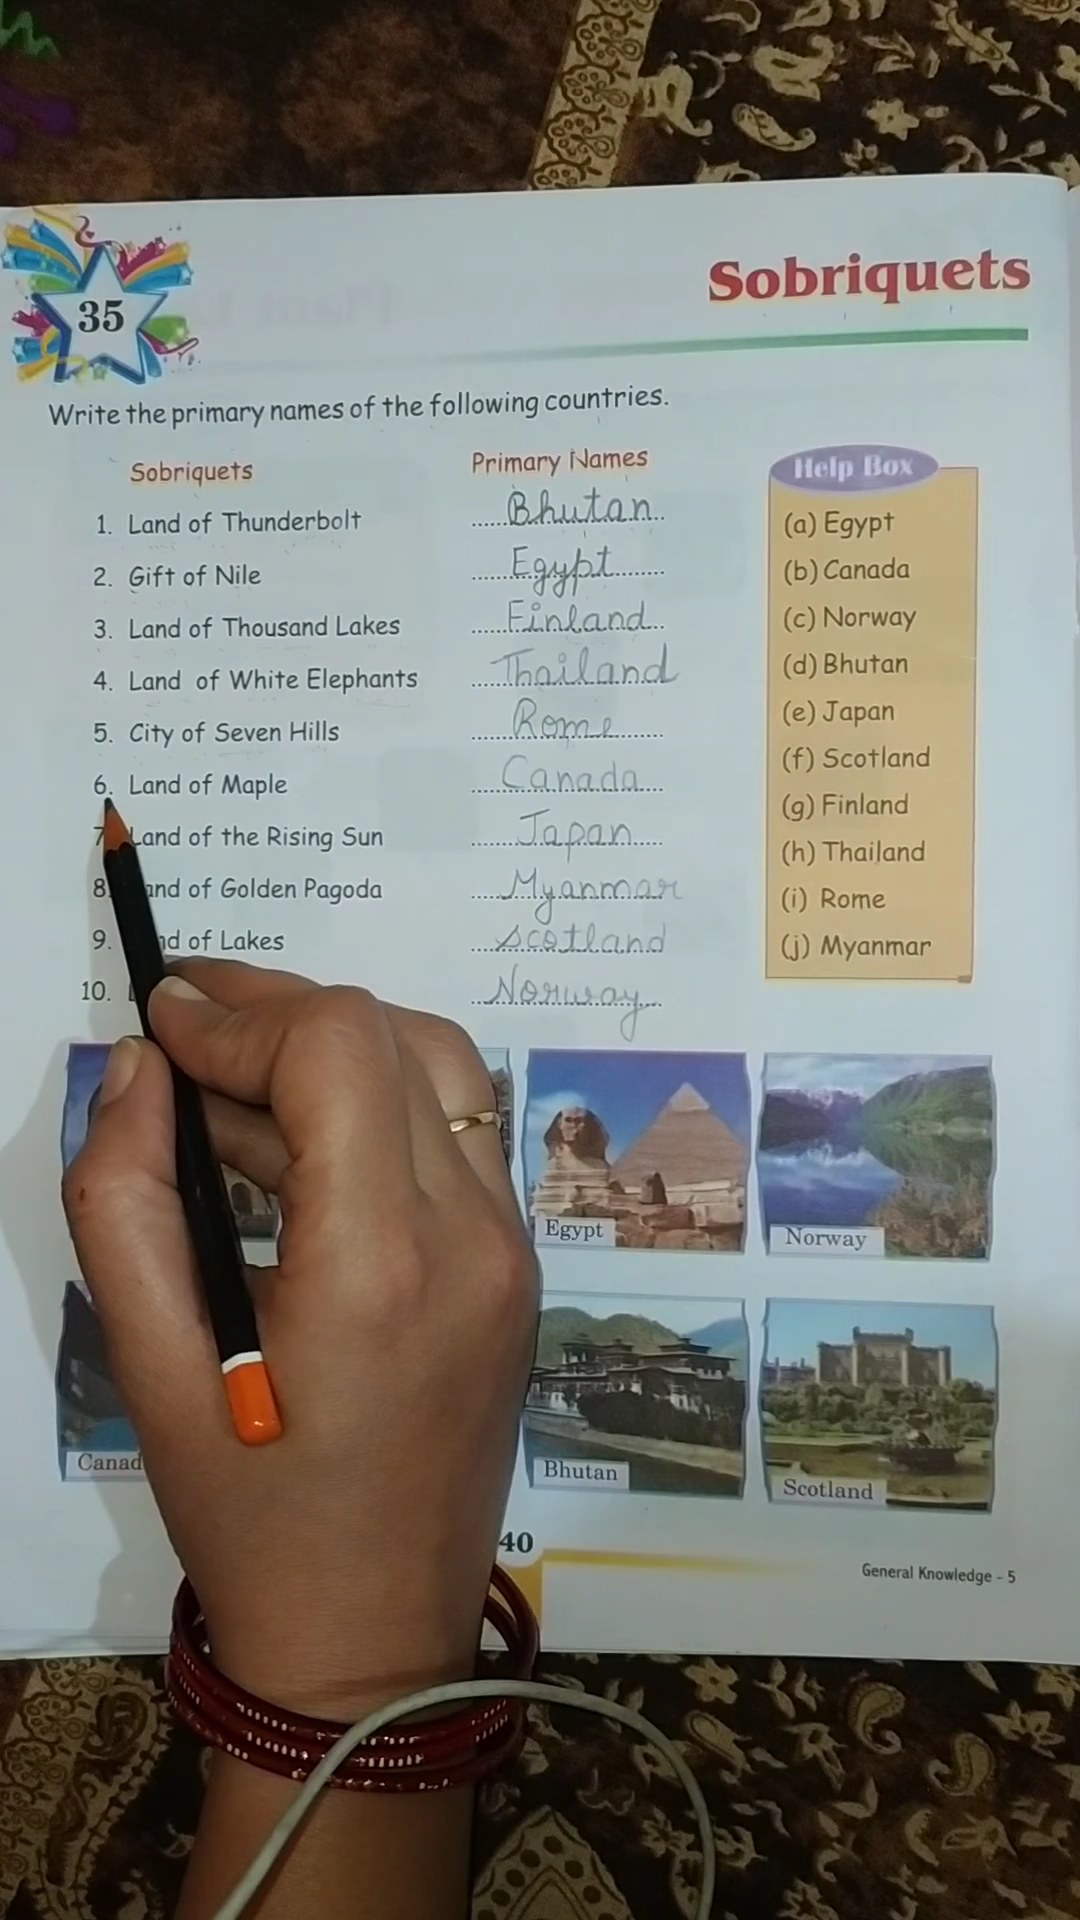 35
Sobriquets
Write the primary names of the following countries.
Sobriquets Primary Names Help Box
1. Land of Thunderbolt Bhutan
2. Gift of Nile Egypt
3. Land of Thousand Lakes Finland
4. Land of White Elephants Thailand
5. City of Seven Hills Rome
6. Land of Maple Canada
7. Land of the Rising Sun Japan
8. and of Golden Pagoda Myanmar
9. of Lakes Scotland
10. Norway
(a) Egypt
(b) Canada
(c) Norway
(d) Bhutan
(e) Japan
(f) Scotland
(g) Finland
(h) Thailand
(i) Rome
(j) Myanmar
Egypt
Norway
Canad
Bhutan
Scotland
40
General Knowledge - 5